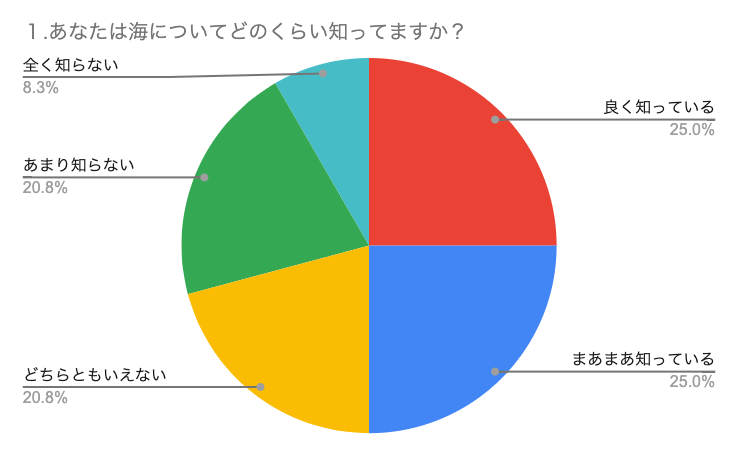 １.あなたは海についてどのくらい知ってますか？
全く知らない
8.3%
良く知っている
25.0%
あまり知らない
20.8%
まあまあ知っている
25.0%
どちらともいえない
20.8%